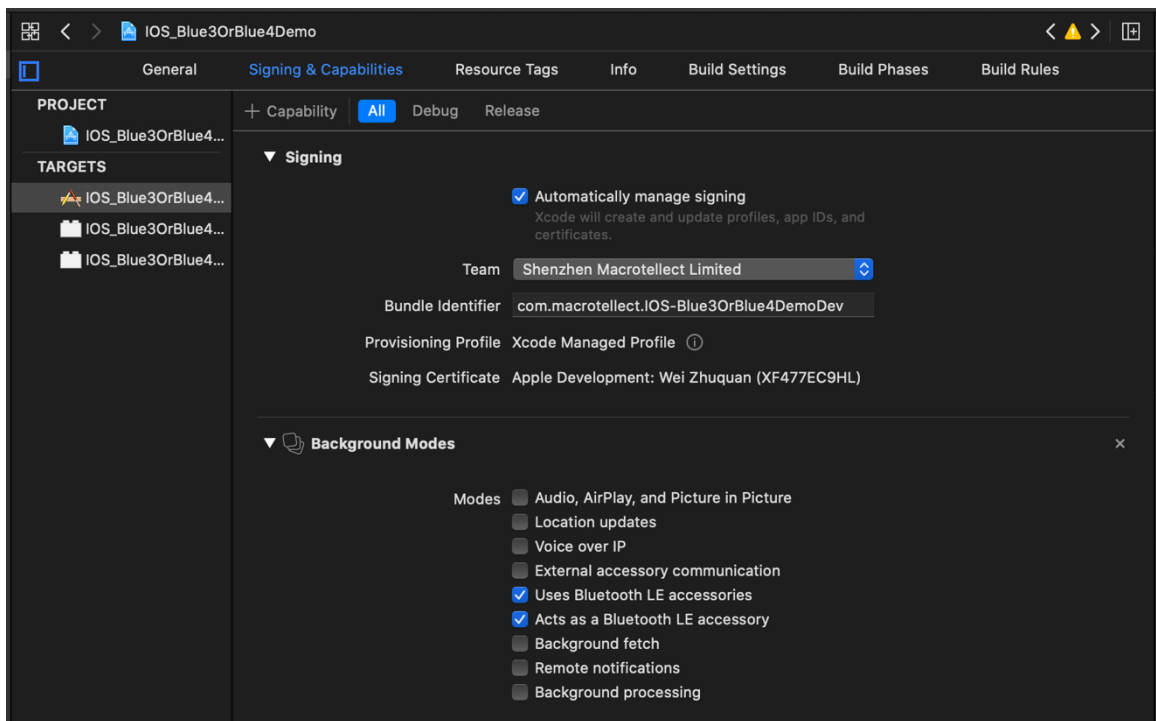 IOS_Blue3OrBlue4Demo
General Signing & Capabilities Resource Tags Info Build Settings Build Phases Build Rules
PROJECT
IOS_Blue3OrBlue4...
TARGETS
IOS_Blue3OrBlue4...
IOS_Blue3OrBlue4...
IOS_Blue3OrBlue4...
+ Capability All Debug Release
Signing
Automatically manage signing
Xcode will create and update profiles, app IDs, and
certificates.
Team Shenzhen Macrotellect Limited
Bundle Identifier com.macrotellect.IOS-Blue3OrBlue4DemoDev
Provisioning Profile Xcode Managed Profile
Signing Certificate Apple Development: Wei Zhuquan (XF477EC9HL)
Background Modes
Modes Audio, AirPlay, and Picture in Picture
Location updates
Voice over IP
External accessory communication
Uses Bluetooth LE accessories
Acts as a Bluetooth LE accessory
Background fetch
Remote notifications
Background processing